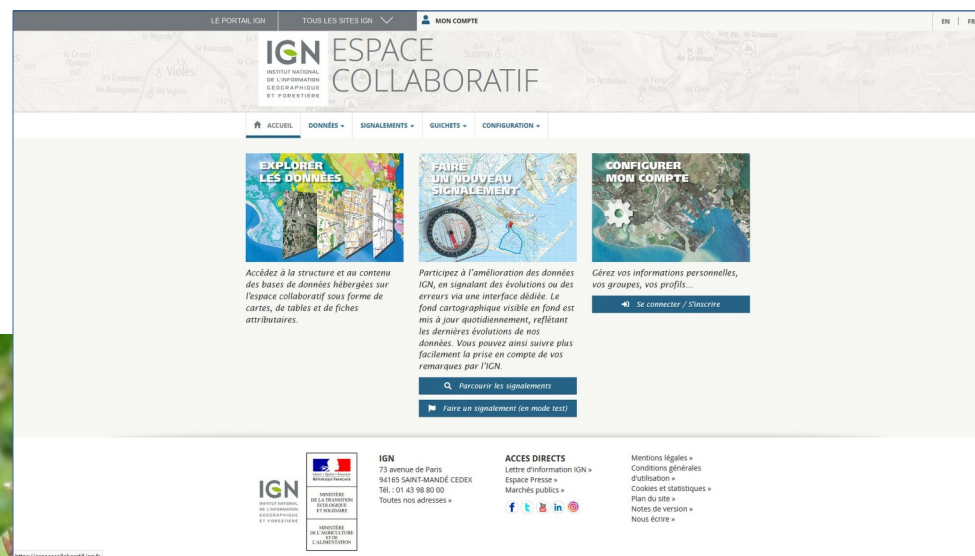 LE PORTAIL IGN
TOUS LES SITES IGN
MON COMPTE
EN | FR
IGN
INSTITUT NATIONAL
DE L'INFORMATION
GÉOGRAPHIQUE
ET FORESTIÈRE
ESPACE
COLLABORATIF
ACCUEIL
DONNÉES
SIGNALEMENTS
GUICHETS
CONFIGURATION
EXPLORER
LES DONNÉES
Accédez à la structure et au contenu
des bases de données hébergées sur
l'espace collaboratif sous forme de
cartes, de tables et de fiches
attributaires.
FAIRE
UN NOUVEAU
SIGNALEMENT
Participez à l'amélioration des données
IGN, en signalant des évolutions ou des
erreurs via une interface dédiée. Le
fond cartographique visible en fond est
mis à jour quotidiennement, reflétant
les dernières évolutions de nos
données. Vous pouvez ainsi suivre plus
facilement la prise en compte de vos
remarques par l'IGN.
Parcourir les signalements
Faire un signalement (en mode test)
CONFIGURER
MON COMPTE
Gérez vos informations personnelles,
vos groupes, vos profils...
Se connecter / S'inscrire
IGN
INSTITUT NATIONAL
DE L'INFORMATION
GÉOGRAPHIQUE
ET FORESTIÈRE
RÉPUBLIQUE FRANÇAISE
MINISTÈRE
DE LA TRANSITION
ÉCOLOGIQUE
ET SOLIDAIRE
MINISTÈRE
DE L'AGRICULTURE
ET DE
L'ALIMENTATION
IGN
73 avenue de Paris
94165 SAINT-MANDÉ CEDEX
Tél. : 01 43 98 80 00
Toutes nos adresses »
ACCES DIRECTS
Lettre d'information IGN »
Espace Presse »
Marchés publics »
Mentions légales »
Conditions générales
d'utilisation »
Cookies et statistiques »
Plan du site »
Notes de version »
Nous écrire »
https://espacecollaboratif.ign.fr